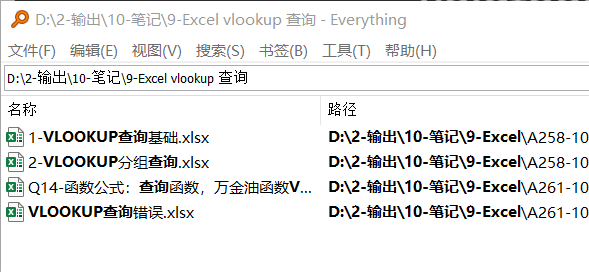 D:\2-输出\10-笔记\9-Excel vlookup 查询 - Everything
文件(F) 编辑(E) 视图(V) 搜索(S) 书签(B) 工具(T) 帮助(H)
D:\2-输出\10-笔记\9-Excel vlookup 查询
名称 路径
1-VLOOKUP查询基础.xlsx D:\2-输出\10-笔记\9-Excel\A258-10
2-VLOOKUP分组查询.xlsx D:\2-输出\10-笔记\9-Excel\A258-10
Q14-函数公式：查询函数，万金油函数V... D:\2-输出\10-笔记\9-Excel\A261-10
VLOOKUP查询错误.xlsx D:\2-输出\10-笔记\9-Excel\A261-10